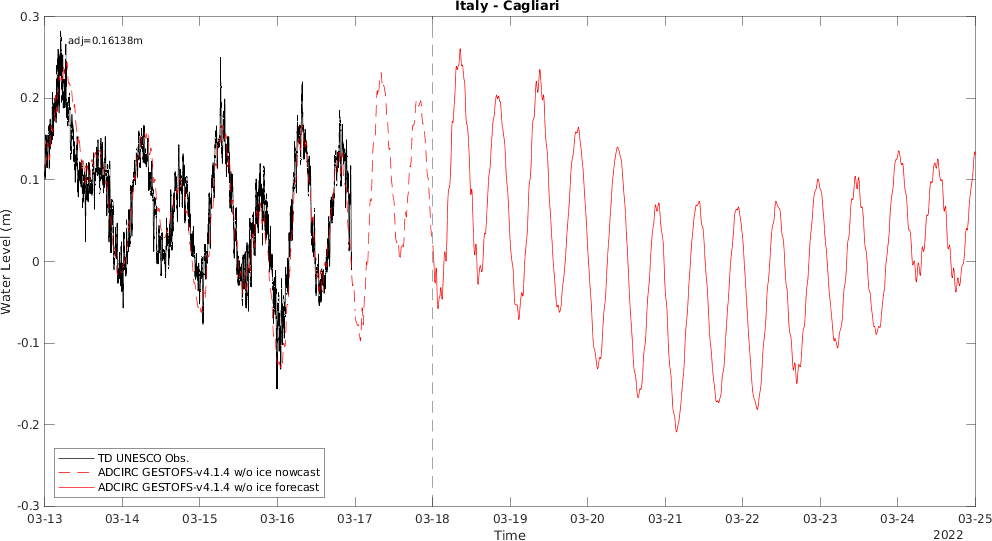 Italy - Cagliari
adj=0.16138m
0.3
0.2
0.1
0
-0.1
-0.2
-0.3
Water Level (m)
TD UNESCO Obs.
ADCIRC GESTOFS-v4.1.4 w/o ice nowcast
ADCIRC GESTOFS-v4.1.4 w/o ice forecast
03-13 03-14 03-15 03-16 03-17 03-18 03-19 03-20 03-21 03-22 03-23 03-24 03-25
Time
2022